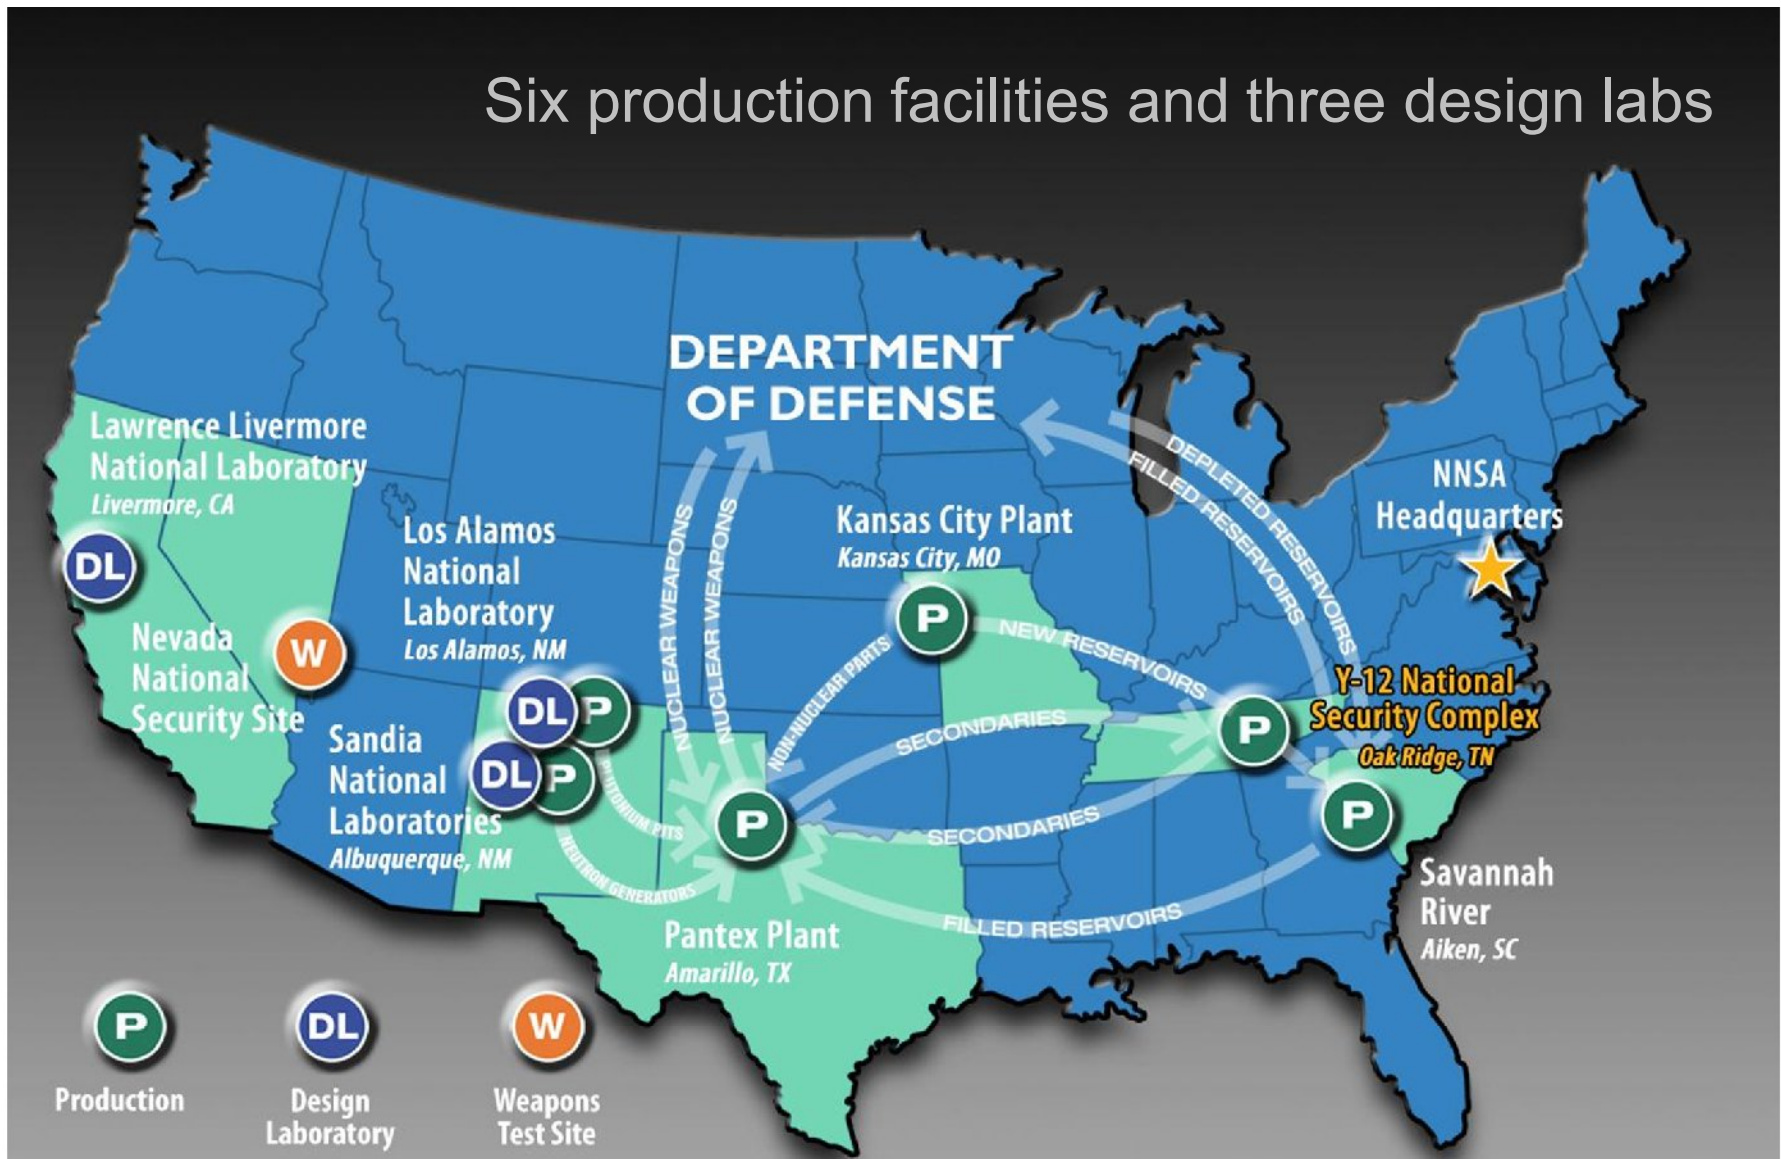 Six production facilities and three design labs
DEPARTMENT
OF DEFENSE
Lawrence Livermore
National Laboratory
Livermore, CA
DL
Nevada
National
Security Site
W
Los Alamos
National
Laboratory
Los Alamos, NM
DL
P
Sandia
National
Laboratories
Albuquerque, NM
DL
P
NUCLEAR WEAPONS
NUCLEAR WEAPONS
Kansas City Plant
Kansas City, MO
P
NON-NUCLEAR PARTS
NEW RESERVOIRS
SECONDARIES
SECONDARIES
FILLED RESERVOIRS
PLUTONIUM PITS
NEUTRON GENERATORS
P
Pantex Plant
Amarillo, TX
DEPLETED RESERVOIRS
FILLED RESERVOIRS
NNSA
Headquarters
P
Y-12 National
Security Complex
Oak Ridge, TN
P
Savannah
River
Aiken, SC
P
Production
DL
Design
Laboratory
W
Weapons
Test Site